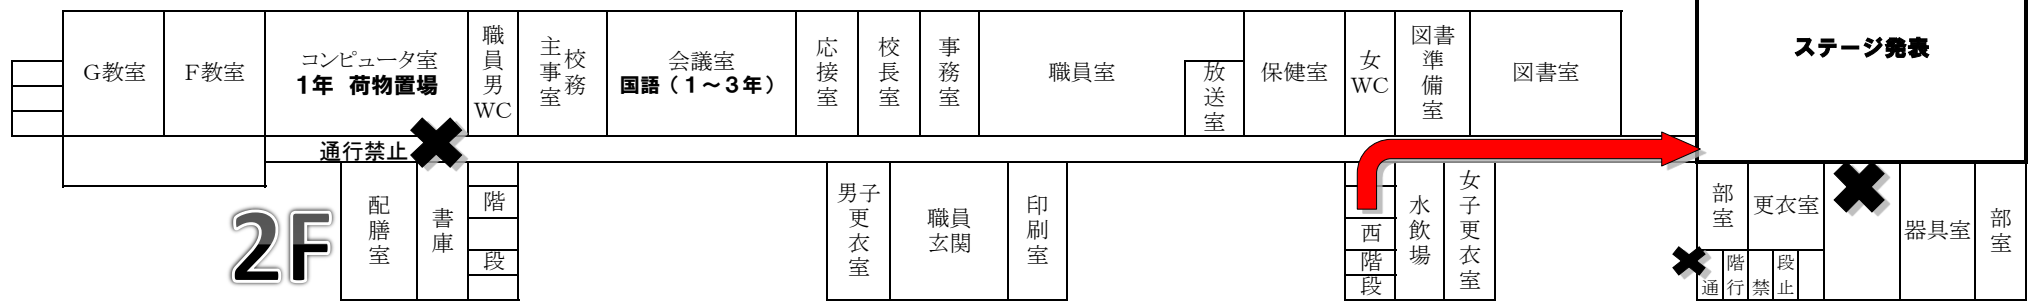 G教室
F教室
コンピュータ室
1年 荷物置場
職員男WC
校務
主事室
会議室
国語（1～3年）
応接室
校長室
事務室
職員室
放送室
保健室
女WC
図書準備室
図書室
ステージ発表
通行禁止
2F
配膳室
書庫
階段
男子更衣室
職員玄関
印刷室
西階段
水飲場
女子更衣室
部室
更衣室
器具室
部室
階段
通行禁止